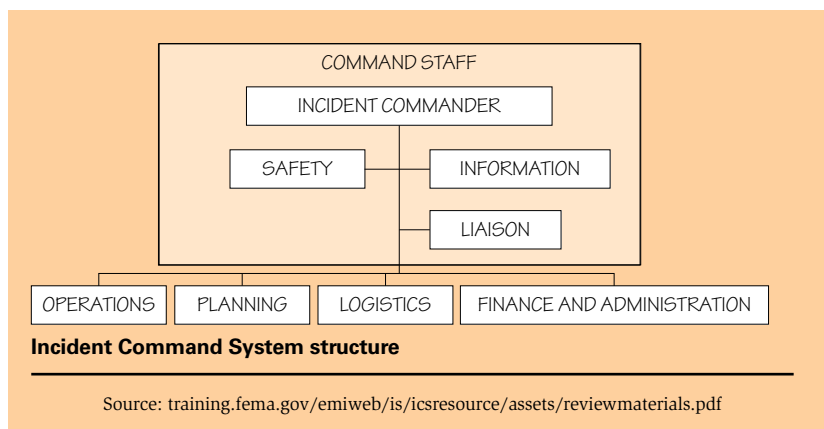 COMMAND STAFF
INCIDENT COMMANDER
SAFETY
INFORMATION
LIAISON
OPERATIONS
PLANNING
LOGISTICS
FINANCE AND ADMINISTRATION
Incident Command System structure
Source: training.fema.gov/emiweb/is/icsresource/assets/reviewmaterials.pdf